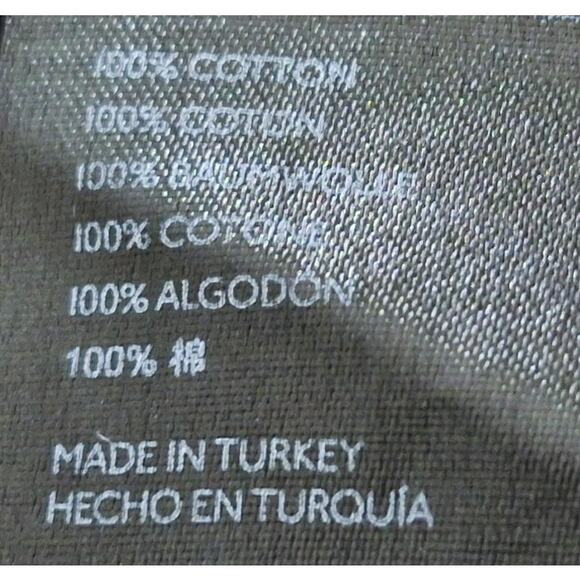 100% COTTON
100% COTON
100% BAUMWOLLE
100% COTONE
100% ALGODÓN
100% 棉
MADE IN TURKEY
HECHO EN TURQUÍA